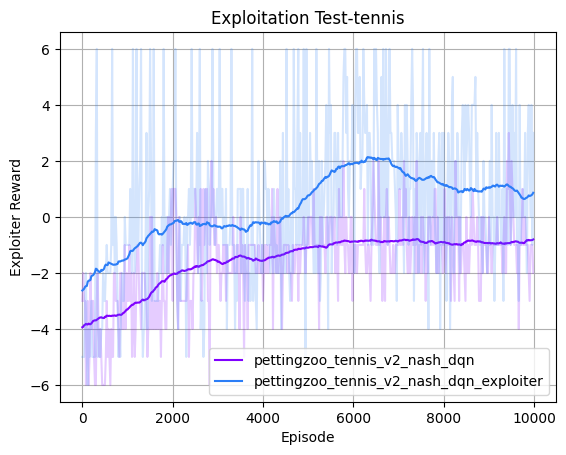 Exploitation Test-tennis
6
4
2
0
−2
−4
−6
Exploiter Reward
pettingzoo_tennis_v2_nash_dqn
pettingzoo_tennis_v2_nash_dqn_exploiter
0 2000 4000 6000 8000 10000
Episode